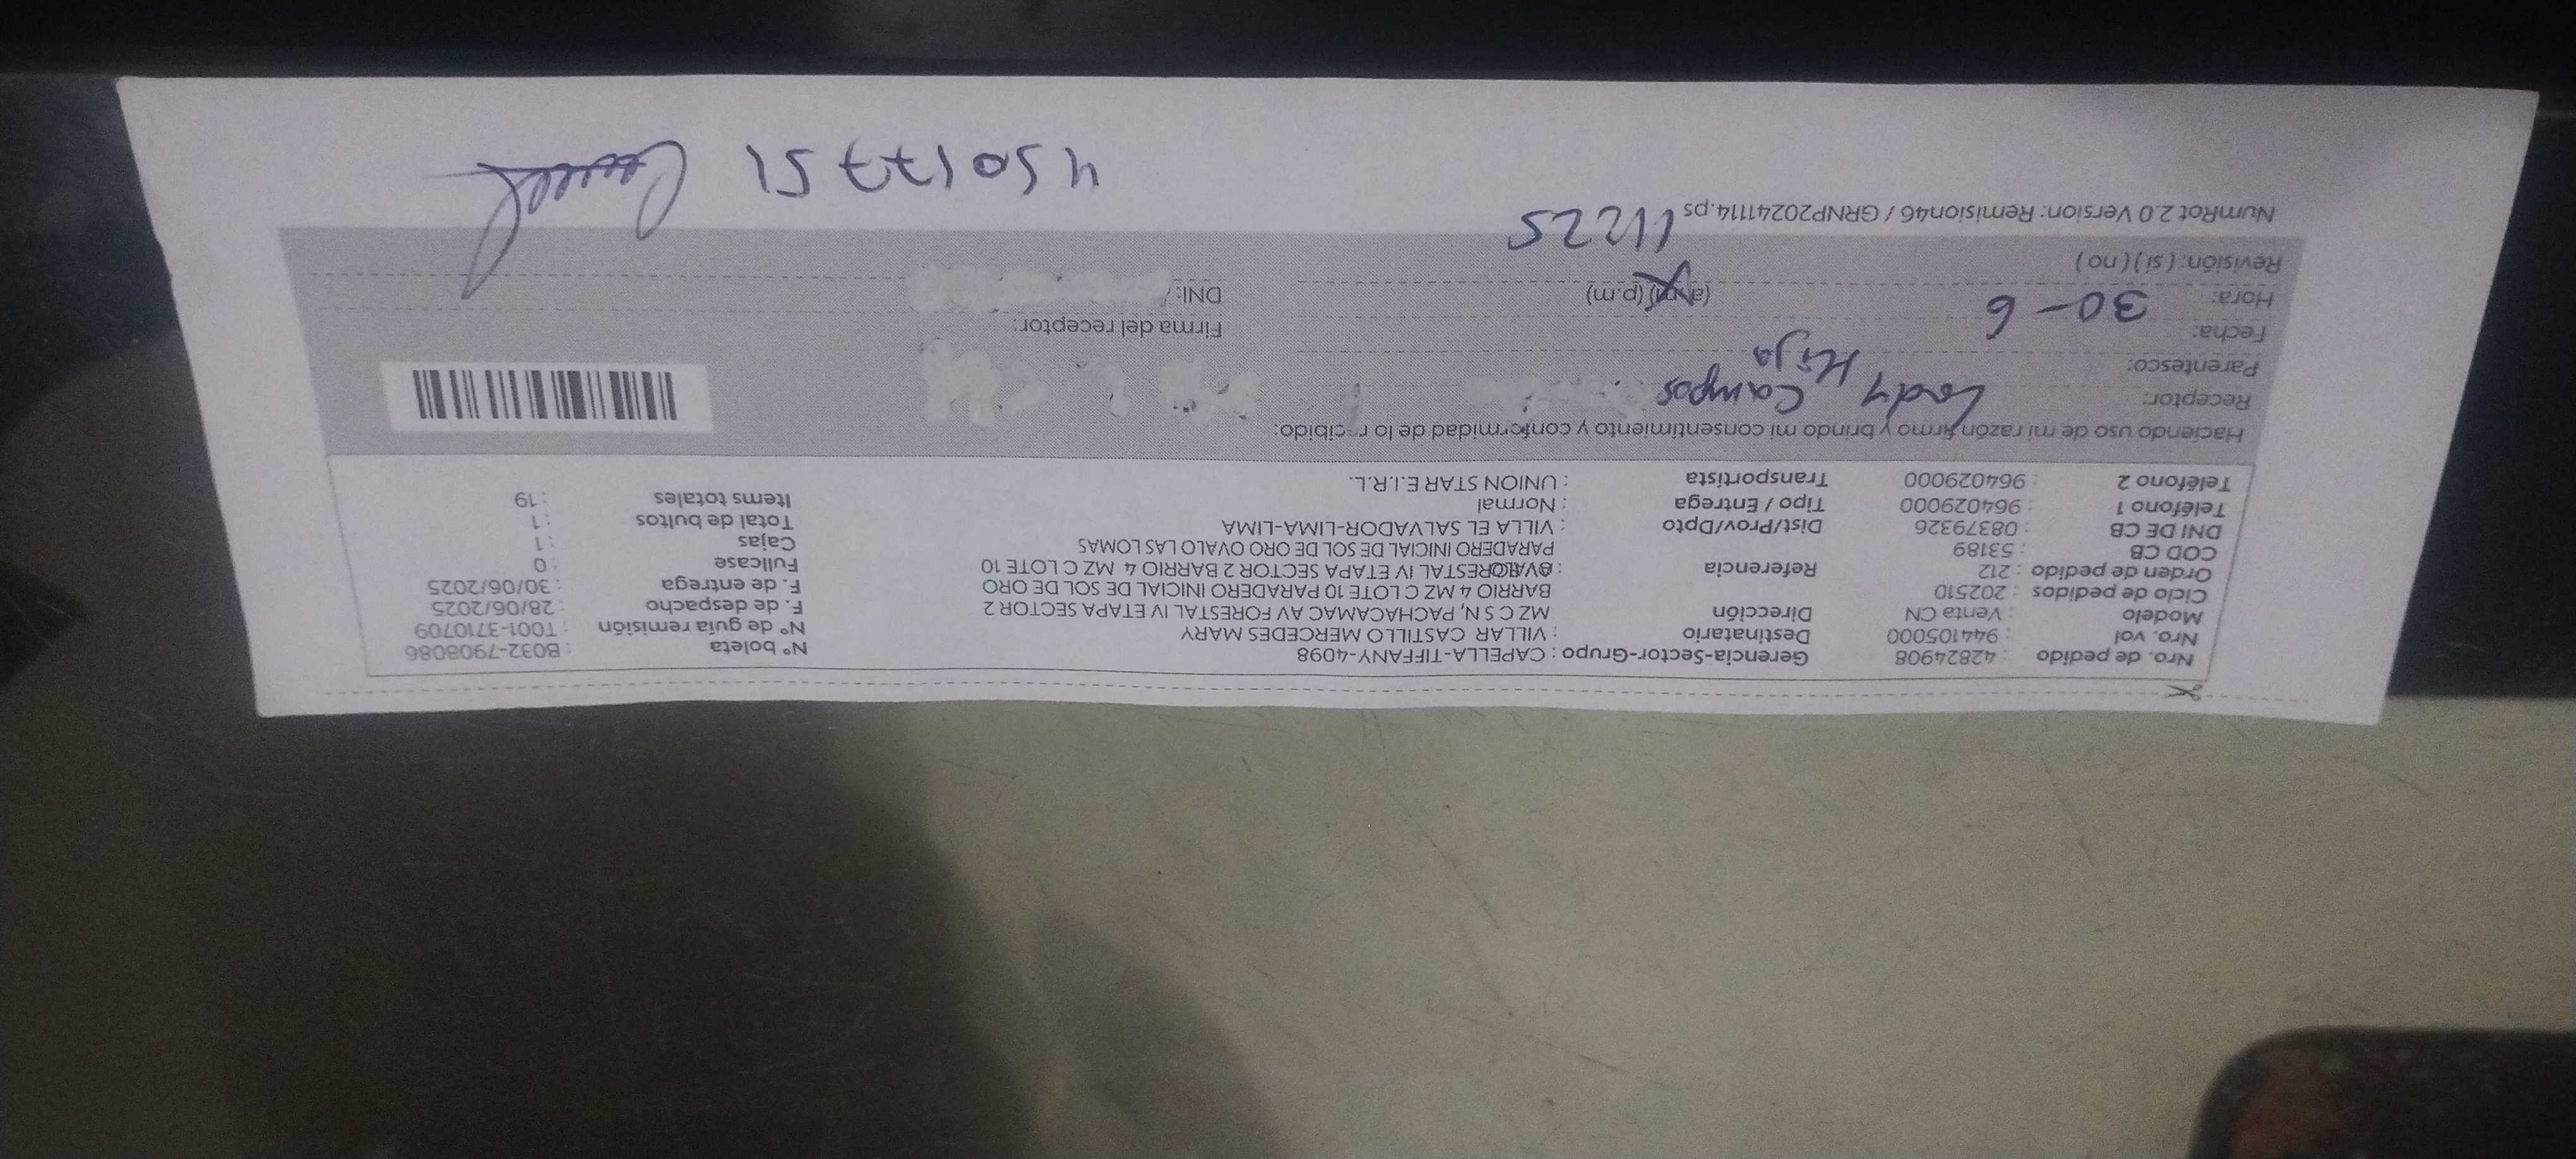 Nro. de pedido : 42824908 Gerencia-Sector-Grupo : CAPELLA-TIFFANY-4098 N° boleta : B032-7908086
Nro. vol : 944105000 Destinatario : VILLAR CASTILLO MERCEDES MARY N° de guía remisión : T001-3710709
Modelo : Venta CN Dirección MZ C S N, PACHACAMAC AV FORESTAL IV ETAPA SECTOR 2 F. de despacho : 28/06/2025
Ciclo de pedidos : 202510 BARRIO 4 MZ C LOTE 10 PARADERO INICIAL DE SOL DE ORO F. de entrega : 30/06/2025
Orden de pedido : 212 Referencia : FORESTAL IV ETAPA SECTOR 2 BARRIO 4 MZ C LOTE 10 Fullcase : 0
COD CB : 53189 PARADERO INICIAL DE SOL DE ORO OVALO LAS LOMAS Cajas : 1
DNI DE CB : 08379326 Dist/Prov/Dpto : VILLA EL SALVADOR-LIMA-LIMA Total de bultos : 1
Teléfono 1 : 964029000 Tipo / Entrega : Normal Items totales : 19
Teléfono 2 : 964029000 Transportista : UNION STAR E.I.R.L.
Haciendo uso de mi razón firmo y brindo mi consentimiento y conformidad de lo recibido:
Receptor: Lady Campos
Parentesco: Hija
Fecha: 30-6 Firma del receptor:
Hora: (a.m) (p.m) DNI:
Revisión: ( si ) ( no ) 11225
NumRot 2.0 Version: Remision46 / GRNP20241114.ps
45017751